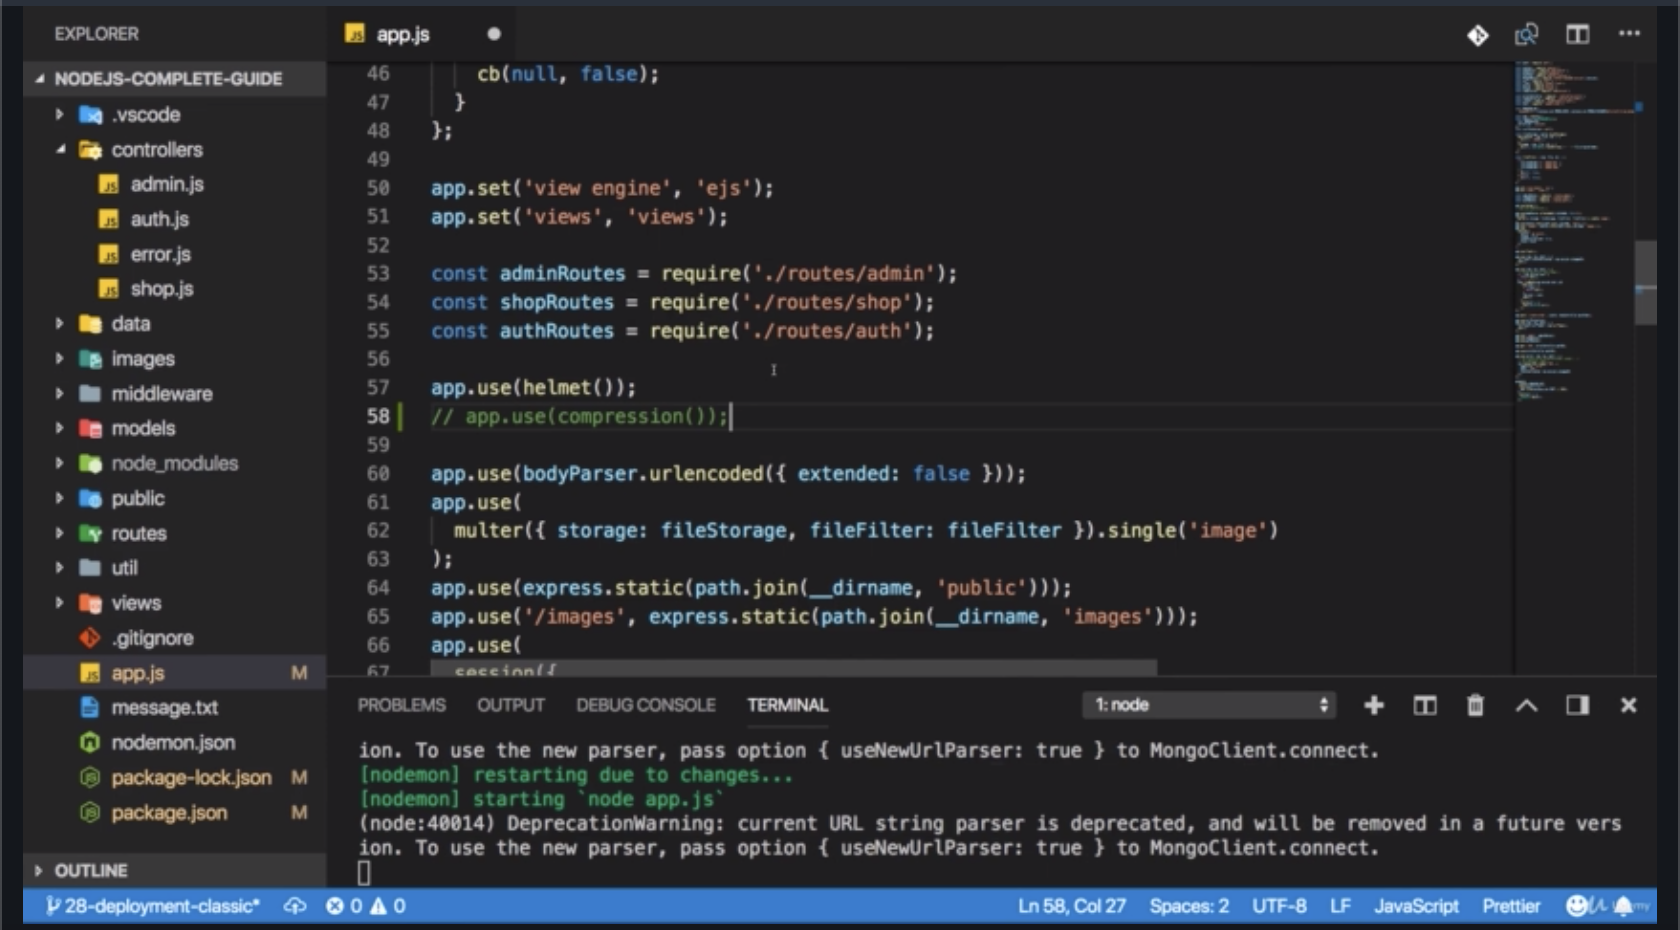 EXPLORER
NODEJS-COMPLETE-GUIDE
.vscode
controllers
admin.js
auth.js
error.js
shop.js
data
images
middleware
models
node_modules
public
routes
util
views
.gitignore
app.js M
message.txt
nodemon.json
package-lock.json M
package.json M
OUTLINE
app.js
46 cb(null, false);
47 }
48 };
49
50 app.set('view engine', 'ejs');
51 app.set('views', 'views');
52
53 const adminRoutes = require('./routes/admin');
54 const shopRoutes = require('./routes/shop');
55 const authRoutes = require('./routes/auth');
56
57 app.use(helmet());
58 // app.use(compression());
59
60 app.use(bodyParser.urlencoded({ extended: false }));
61 app.use(
62 multer({ storage: fileStorage, fileFilter: fileFilter }).single('image')
63 );
64 app.use(express.static(path.join(__dirname, 'public')));
65 app.use('/images', express.static(path.join(__dirname, 'images')));
66 app.use(
67 session({
PROBLEMS OUTPUT DEBUG CONSOLE TERMINAL 1: node
ion. To use the new parser, pass option { useNewUrlParser: true } to MongoClient.connect.
[nodemon] restarting due to changes...
[nodemon] starting `node app.js`
(node:40014) DeprecationWarning: current URL string parser is deprecated, and will be removed in a future vers
ion. To use the new parser, pass option { useNewUrlParser: true } to MongoClient.connect.
28-deployment-classic* 0 0 Ln 58, Col 27 Spaces: 2 UTF-8 LF JavaScript Prettier